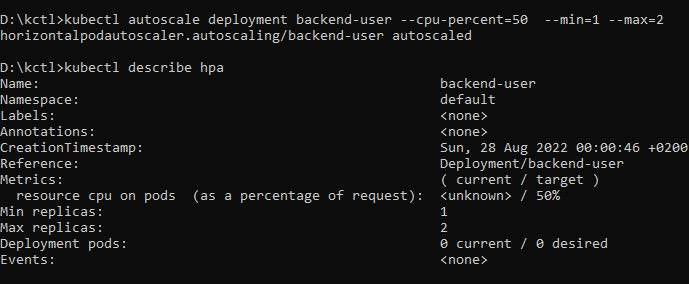 D:\kctl>kubectl autoscale deployment backend-user --cpu-percent=50  --min=1 --max=2
horizontalpodautoscaler.autoscaling/backend-user autoscaled
D:\kctl>kubectl describe hpa
Name:                                                  backend-user
Namespace:                                             default
Labels:                                                <none>
Annotations:                                           <none>
CreationTimestamp:                                     Sun, 28 Aug 2022 00:00:46 +0200
Reference:                                             Deployment/backend-user
Metrics:                                               ( current / target )
  resource cpu on pods  (as a percentage of request):  <unknown> / 50%
Min replicas:                                          1
Max replicas:                                          2
Deployment pods:                                       0 current / 0 desired
Events:                                                <none>